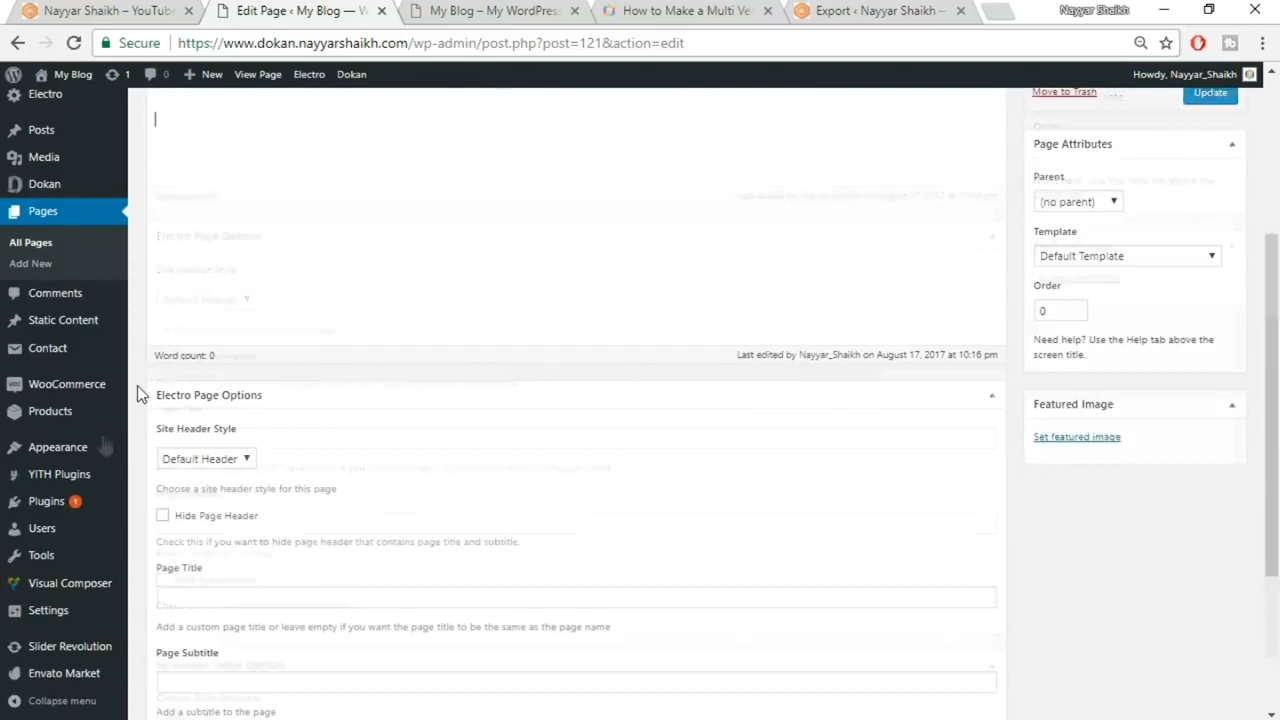 Nayyar Shaikh – YouTub
Edit Page ‹ My Blog — W
My Blog – My WordPres
How to Make a Multi Ve
Export ‹ Nayyar Shaikh —
Nayyar Shaikh
Secure
https://www.dokan.nayyarshaikh.com/wp-admin/post.php?post=121&action=edit
My Blog
1
0
New
View Page
Electro
Dokan
Howdy, Nayyar_Shaikh
Electro
Posts
Media
Dokan
Pages
All Pages
Add New
Comments
Static Content
Contact
WooCommerce
Products
Appearance
YITH Plugins
Plugins 1
Users
Tools
Visual Composer
Settings
Slider Revolution
Envato Market
Collapse menu
Word count: 0
Last edited by Nayyar_Shaikh on August 17, 2017 at 10:16 pm
Electro Page Options
Site Header Style
Default Header
Choose a site header style for this page
Hide Page Header
Check this if you want to hide page header that contains page title and subtitle.
Page Title
Add a custom page title or leave empty if you want the page title to be the same as the page name
Page Subtitle
Add a subtitle to the page
Move to Trash
Update
Page Attributes
Parent
(no parent)
Template
Default Template
Order
0
Need help? Use the Help tab above the
screen title.
Featured Image
Set featured image